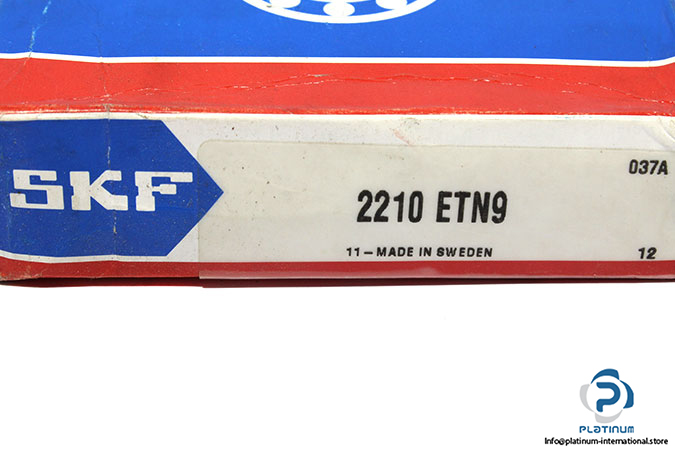 SKF
037A
2210 ETN9
11 – MADE IN SWEDEN
12
P
PLATINUM
Info@platinum-international.store